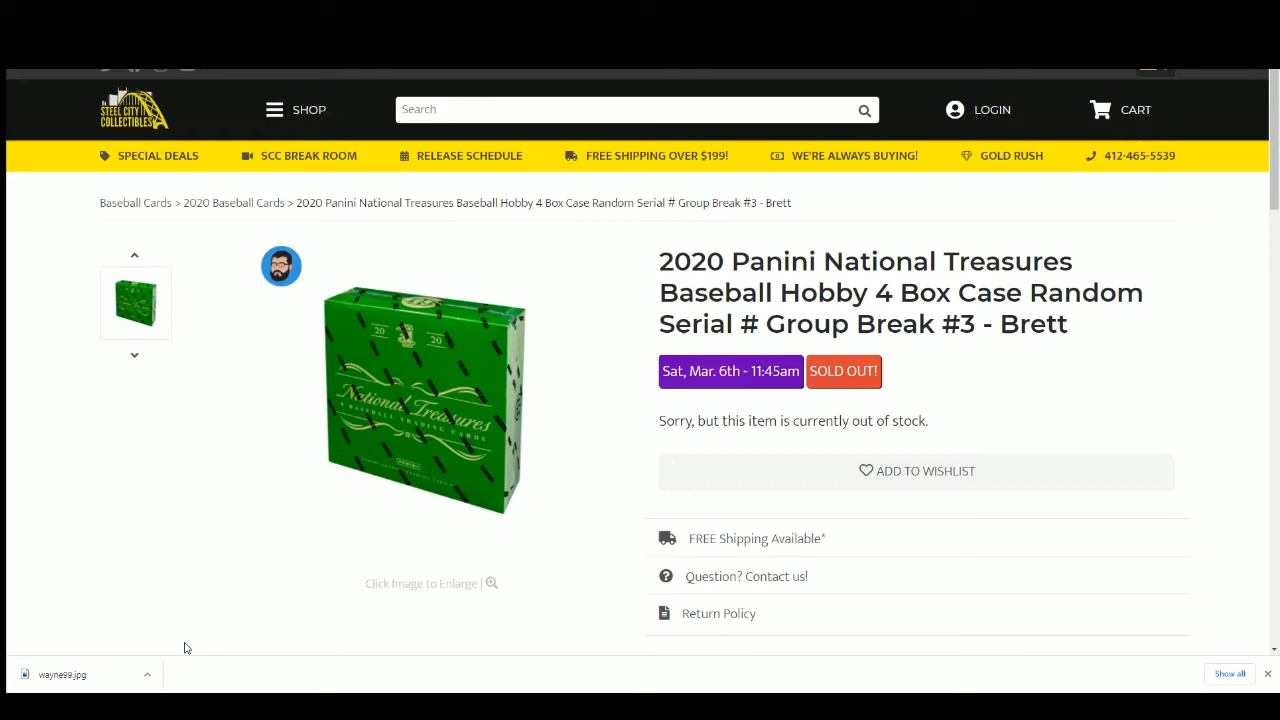 STEEL CITY
COLLECTIBLES
SHOP
Search
LOGIN
CART
SPECIAL DEALS
SCC BREAK ROOM
RELEASE SCHEDULE
FREE SHIPPING OVER $199!
WE'RE ALWAYS BUYING!
GOLD RUSH
412-465-5539
Baseball Cards > 2020 Baseball Cards > 2020 Panini National Treasures Baseball Hobby 4 Box Case Random Serial # Group Break #3 - Brett
20 20
National Treasures
8 BASEBALL TRADING CARDS
Click Image to Enlarge |
2020 Panini National Treasures
Baseball Hobby 4 Box Case Random
Serial # Group Break #3 - Brett
Sat, Mar. 6th - 11:45am
SOLD OUT!
Sorry, but this item is currently out of stock.
ADD TO WISHLIST
FREE Shipping Available*
Question? Contact us!
Return Policy
wayne99.jpg
Show all